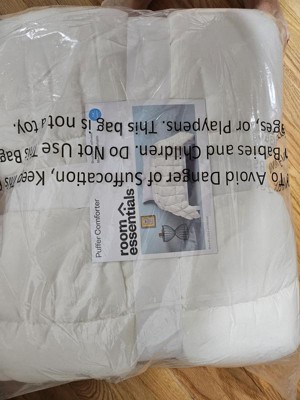 To Avoid Danger of Suffocation, Keep This
Babies and Children. Do Not Use This Bag
ages, or Playpens. This bag is not a toy.
room
essentials
Puffer Comforter